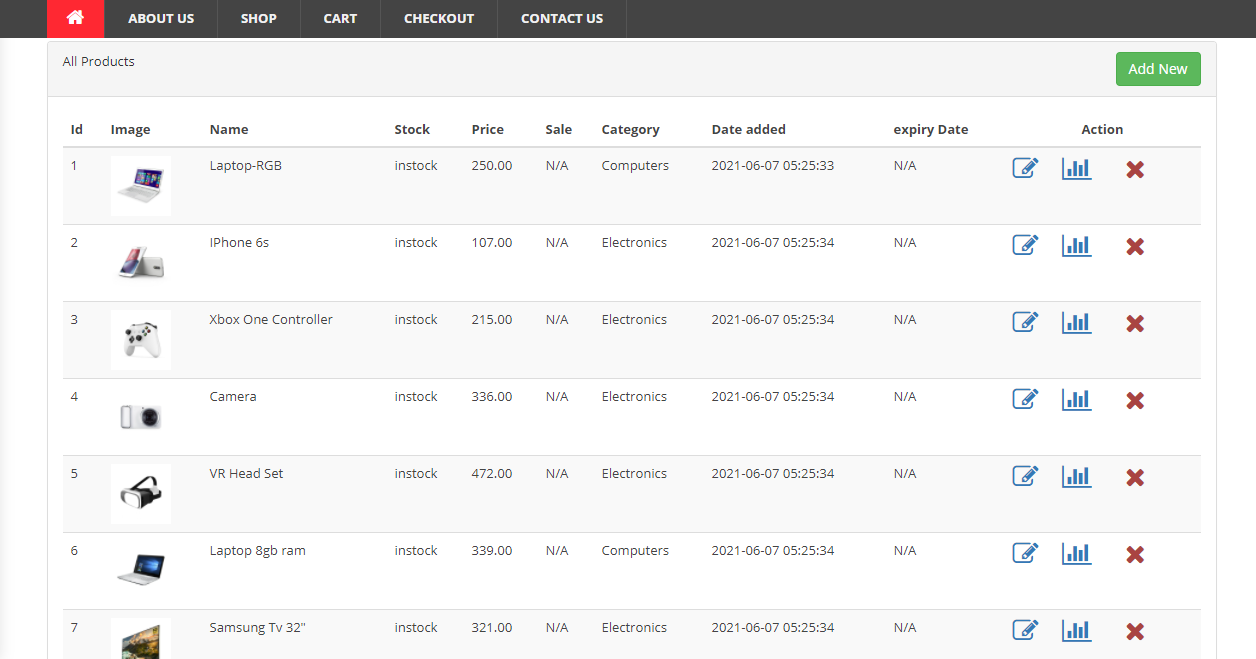 ABOUT US SHOP CART CHECKOUT CONTACT US
All Products
Add New
Id Image Name Stock Price Sale Category Date added expiry Date Action
1 Laptop-RGB instock 250.00 N/A Computers 2021-06-07 05:25:33 N/A
2 IPhone 6s instock 107.00 N/A Electronics 2021-06-07 05:25:34 N/A
3 Xbox One Controller instock 215.00 N/A Electronics 2021-06-07 05:25:34 N/A
4 Camera instock 336.00 N/A Electronics 2021-06-07 05:25:34 N/A
5 VR Head Set instock 472.00 N/A Electronics 2021-06-07 05:25:34 N/A
6 Laptop 8gb ram instock 339.00 N/A Computers 2021-06-07 05:25:34 N/A
7 Samsung Tv 32" instock 321.00 N/A Electronics 2021-06-07 05:25:34 N/A